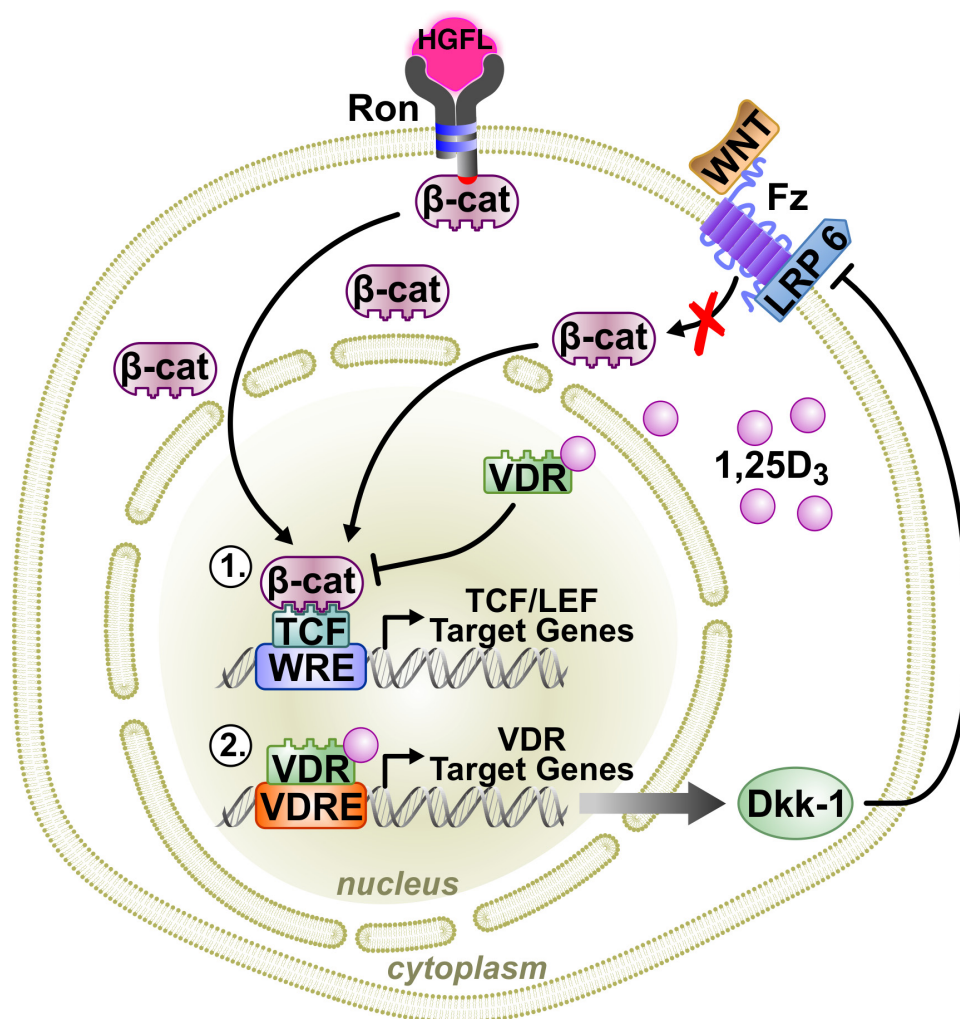 HGFL
Ron
β-cat
WNT
Fz
LRP 6
β-cat
β-cat
β-cat
VDR
1,25D₃
1.
β-cat
TCF
WRE
TCF/LEF
Target Genes
2.
VDR
VDRE
VDR
Target Genes
Dkk-1
nucleus
cytoplasm